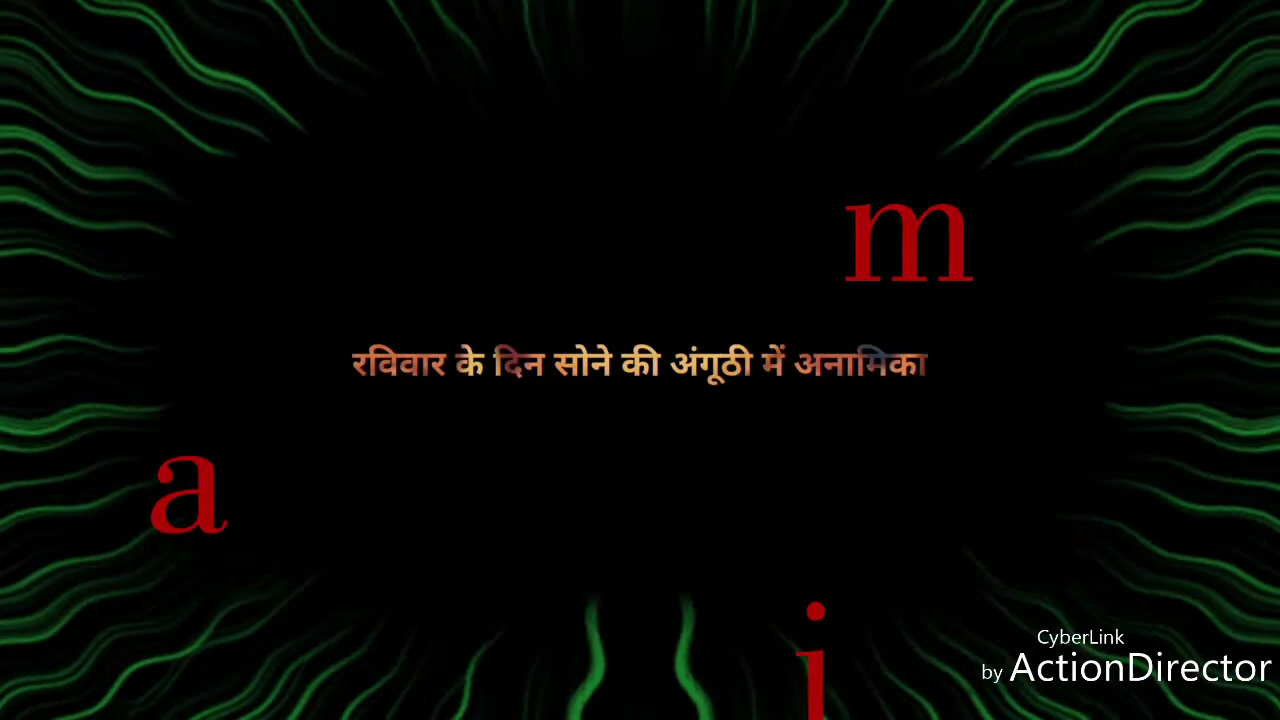 m
रविवार के दिन सोने की अंगूठी में अनामिका
a
i
CyberLink
by ActionDirector